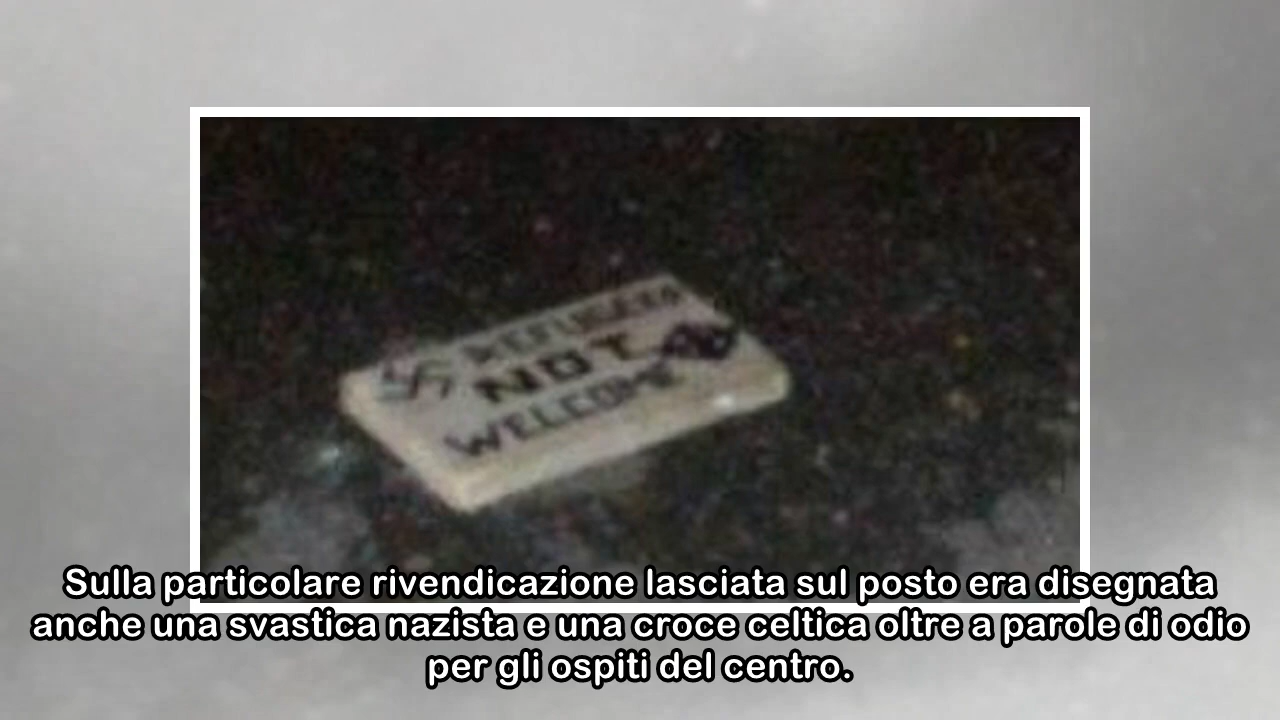 REFUGEES
NOT
WELCOME
Sulla particolare rivendicazione lasciata sul posto era disegnata
anche una svastica nazista e una croce celtica oltre a parole di odio
per gli ospiti del centro.